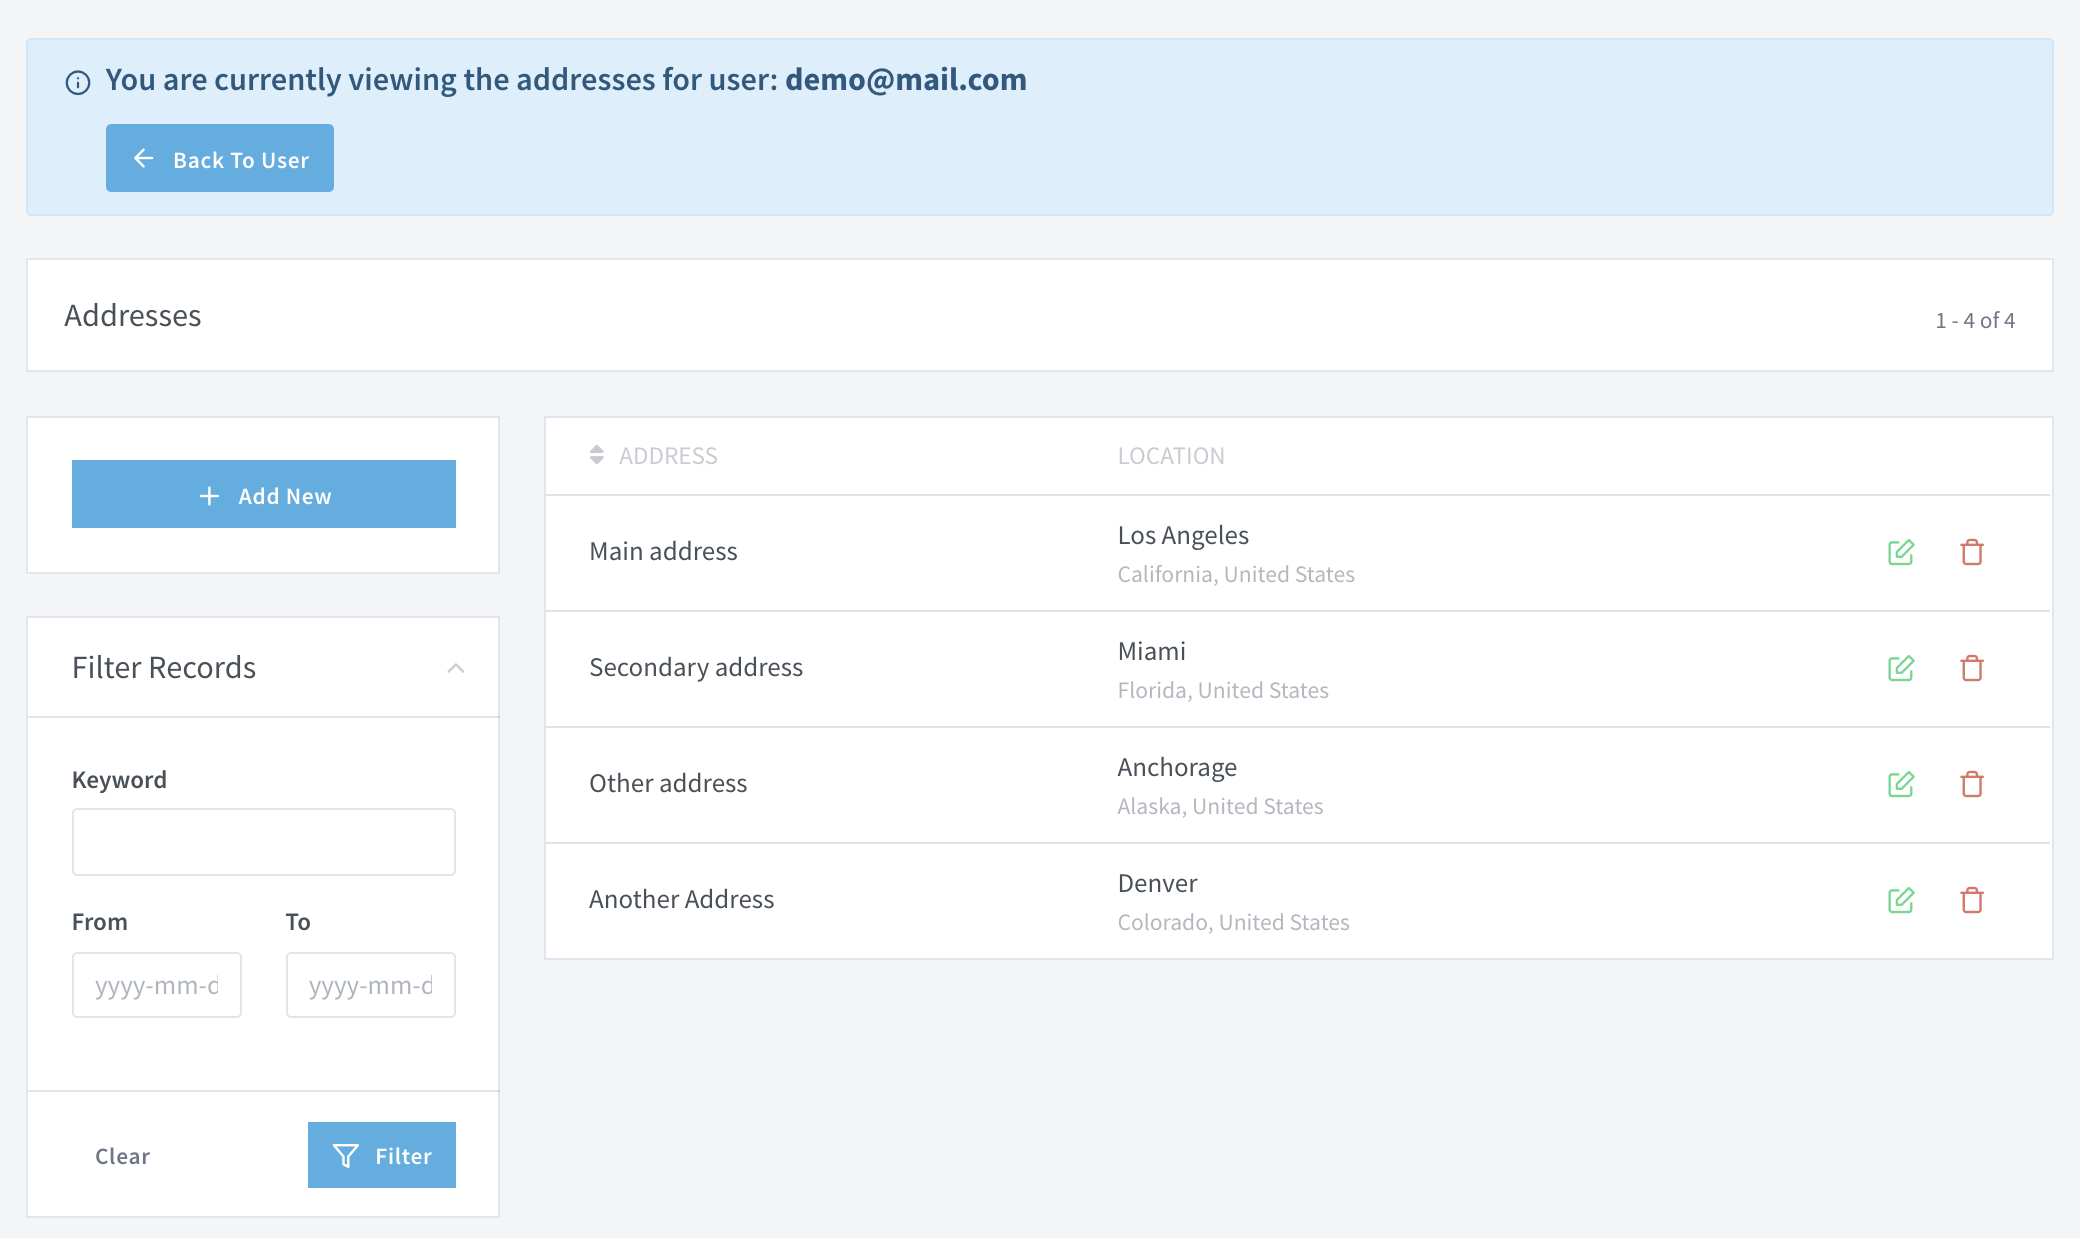 You are currently viewing the addresses for user: demo@mail.com
Back To User
Addresses
1 - 4 of 4
Add New
Filter Records
Keyword
From To
yyyy-mm-d yyyy-mm-d
Clear Filter
ADDRESS LOCATION
Main address
Los Angeles
California, United States
Secondary address
Miami
Florida, United States
Other address
Anchorage
Alaska, United States
Another Address
Denver
Colorado, United States